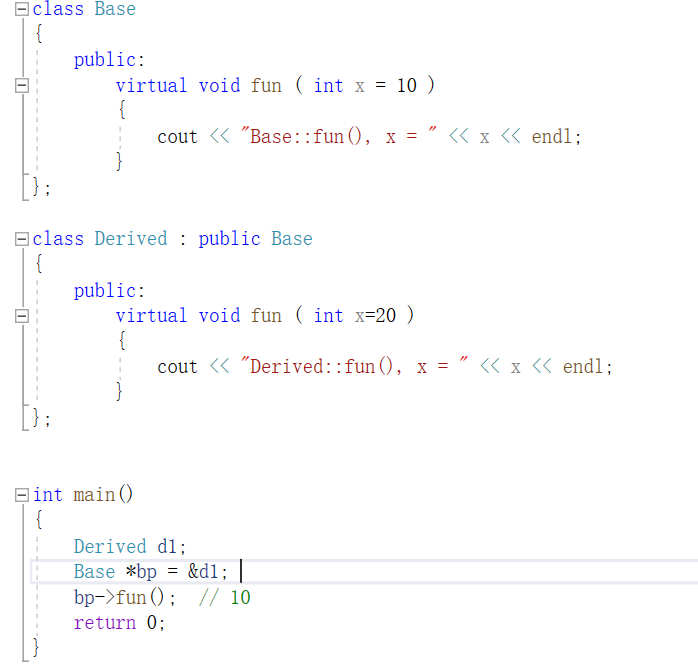 class Base
{
public:
virtual void fun ( int x = 10 )
{
cout << "Base::fun(), x = " << x << endl;
}
};
class Derived : public Base
{
public:
virtual void fun ( int x=20 )
{
cout << "Derived::fun(), x = " << x << endl;
}
};
int main()
{
Derived d1;
Base *bp = &d1;
bp->fun();  // 10
return 0;
}